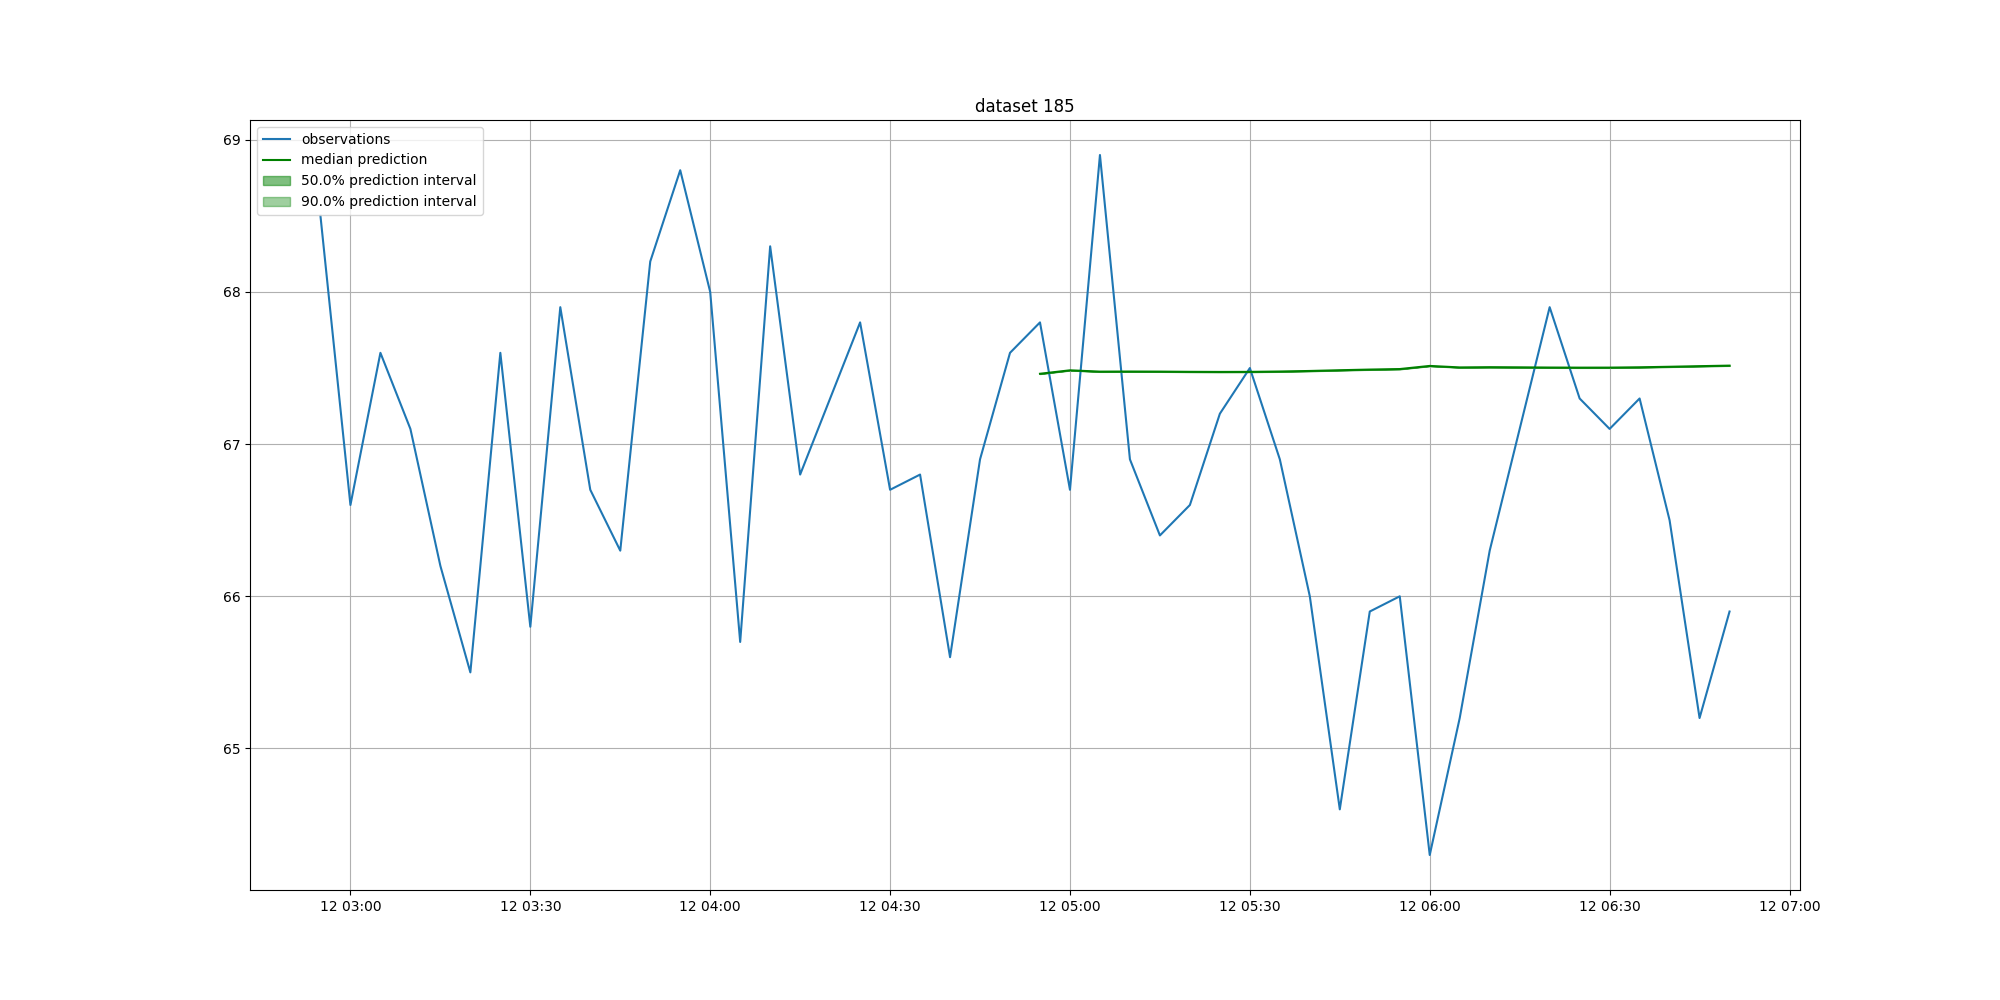 dataset 185
69
observations
median prediction
50.0% prediction interval
90.0% prediction interval
68
67
66
65
12 03:00 12 03:30 12 04:00 12 04:30 12 05:00 12 05:30 12 06:00 12 06:30 12 07:00